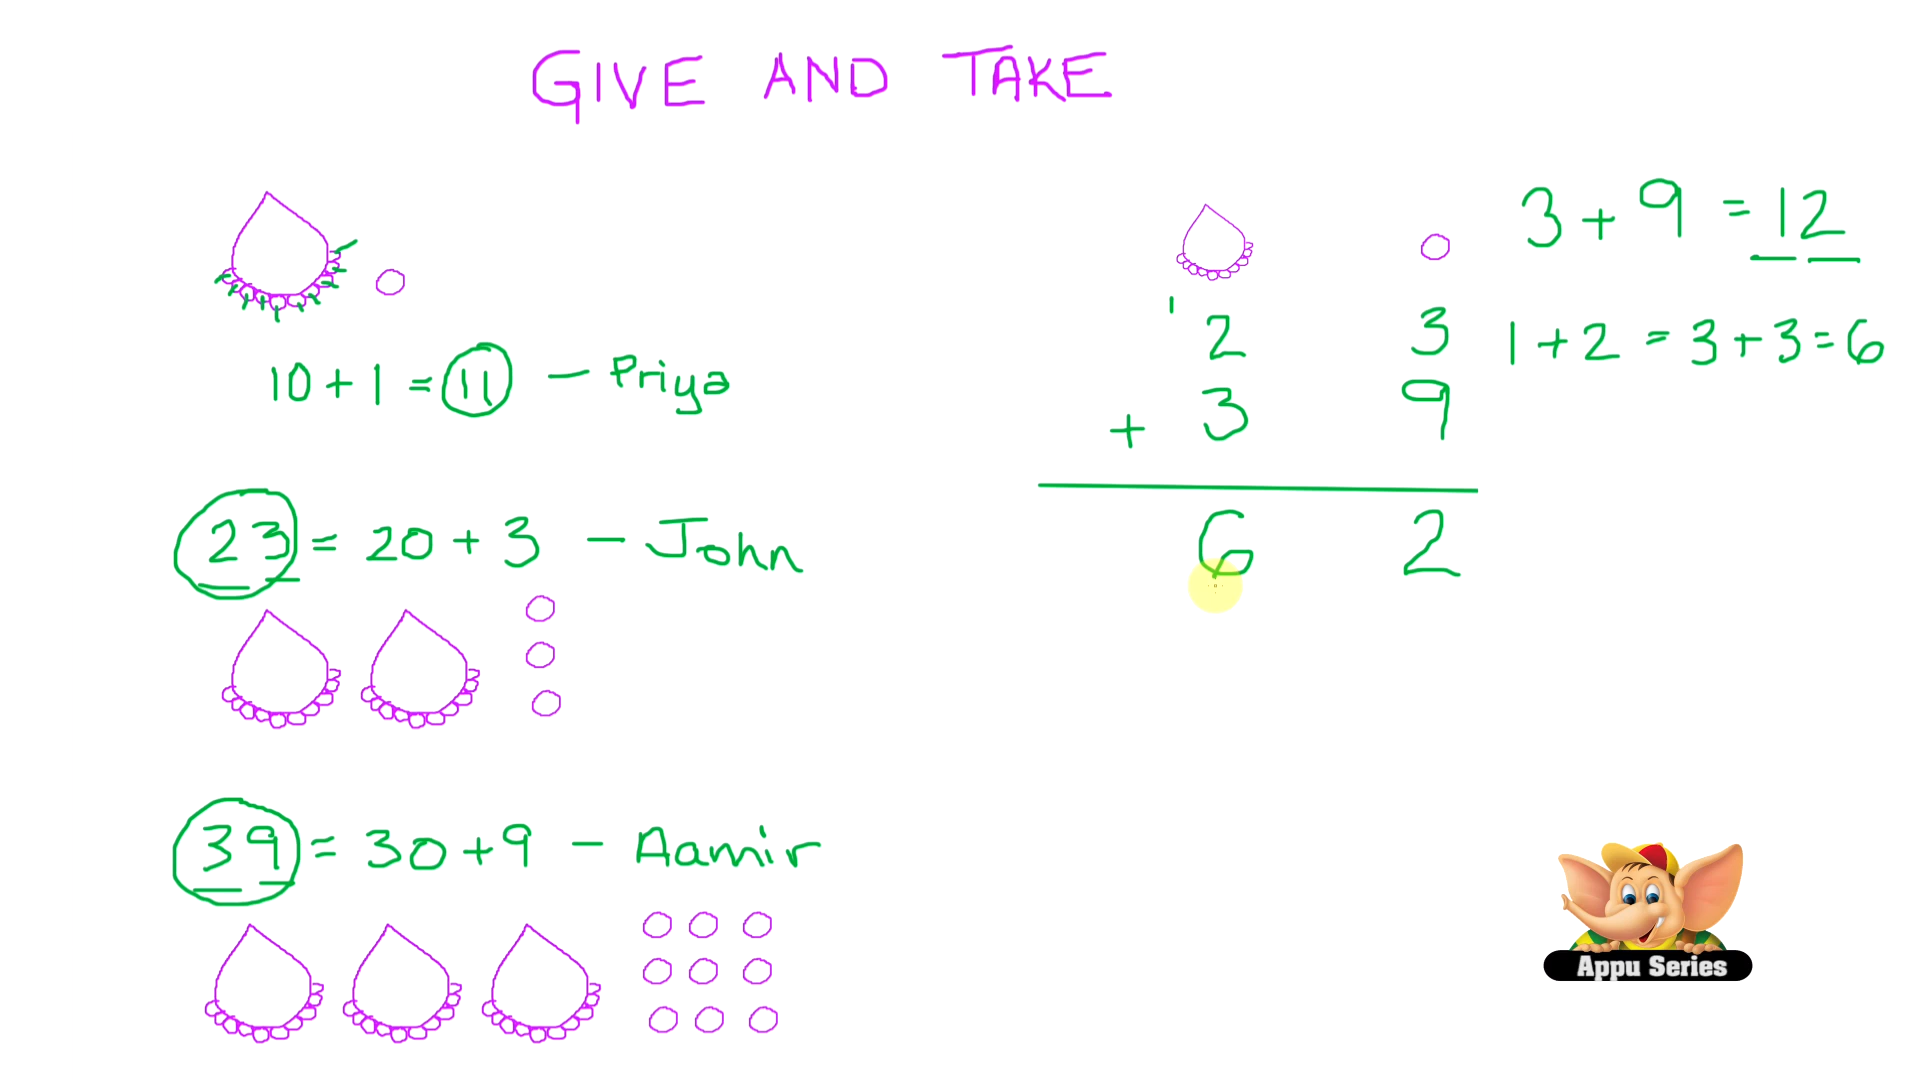 GIVE AND TAKE
10 + 1 = 11 - Priya
23 = 20 + 3 - John
39 = 30 + 9 - Aamir
1
2 3
+ 3 9
6 2
3 + 9 = 12
1 + 2 = 3 + 3 = 6
Appu Series